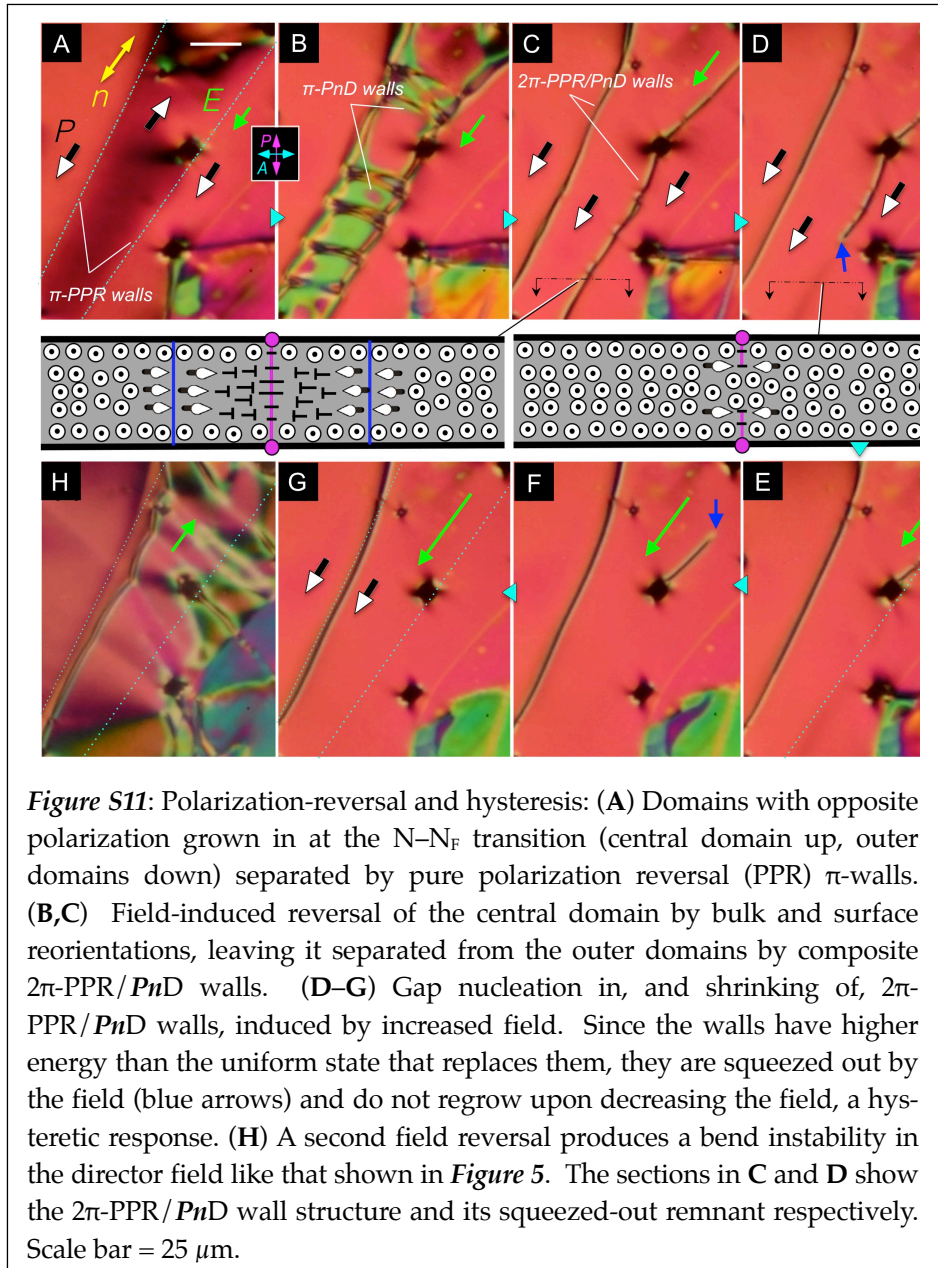 A
B
C
D
n
P
E
P
A
π-PnD walls
2π-PPR/PnD walls
π-PPR walls
H
G
F
E
Figure S11: Polarization-reversal and hysteresis: (A) Domains with opposite
polarization grown in at the N–NF transition (central domain up, outer
domains down) separated by pure polarization reversal (PPR) π-walls.
(B,C) Field-induced reversal of the central domain by bulk and surface
reorientations, leaving it separated from the outer domains by composite
2π-PPR/PnD walls. (D–G) Gap nucleation in, and shrinking of, 2π-
PPR/PnD walls, induced by increased field. Since the walls have higher
energy than the uniform state that replaces them, they are squeezed out by
the field (blue arrows) and do not regrow upon decreasing the field, a hys-
teretic response. (H) A second field reversal produces a bend instability in
the director field like that shown in Figure 5. The sections in C and D show
the 2π-PPR/PnD wall structure and its squeezed-out remnant respectively.
Scale bar = 25 µm.